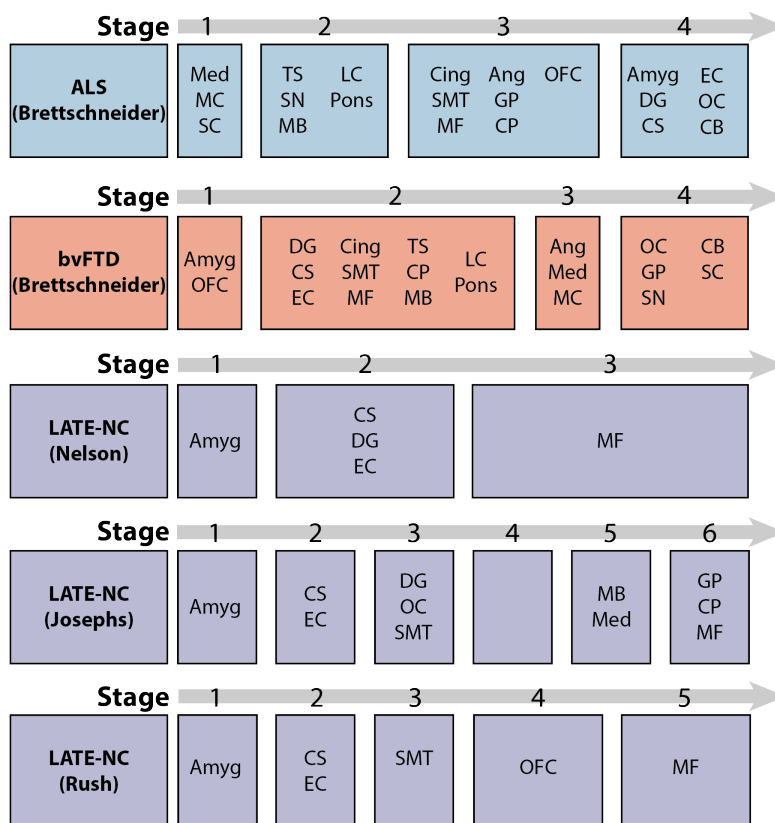 Stage 1 2 3 4
ALS
(Brettschneider)
Med
MC
SC
TS LC
SN Pons
MB
Cing Ang OFC
SMT GP
MF CP
Amyg EC
DG OC
CS CB
Stage 1 2 3 4
bvFTD
(Brettschneider)
Amyg
OFC
DG Cing TS LC
CS SMT CP Pons
EC MF MB
Ang
Med
MC
OC CB
GP SC
SN
Stage 1 2 3
LATE-NC
(Nelson)
Amyg
CS
DG
EC
MF
Stage 1 2 3 4 5 6
LATE-NC
(Josephs)
Amyg
CS
EC
DG
OC
SMT
MB
Med
GP
CP
MF
Stage 1 2 3 4 5
LATE-NC
(Rush)
Amyg
CS
EC
SMT
OFC
MF